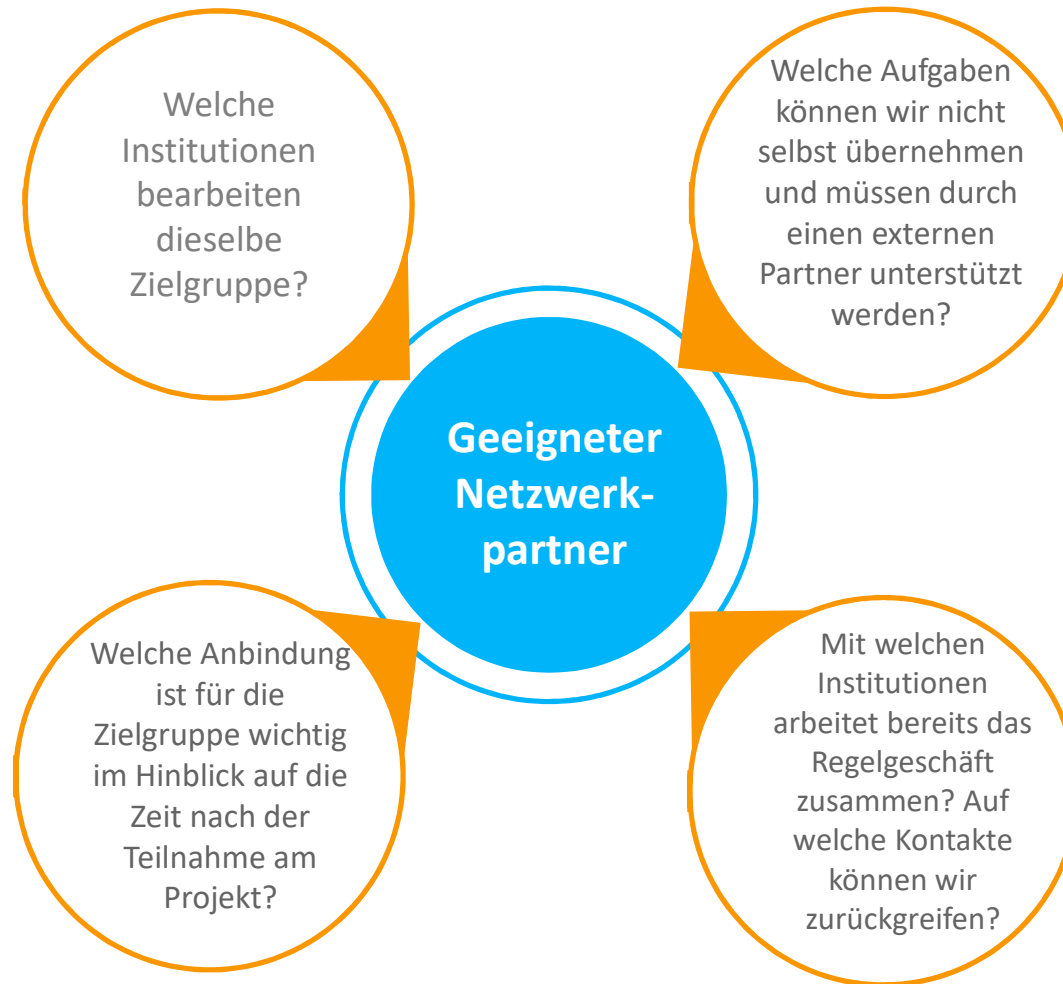 Welche
Institutionen
bearbeiten
dieselbe
Zielgruppe?
Welche Aufgaben
können wir nicht
selbst übernehmen
und müssen durch
einen externen
Partner unterstützt
werden?
Geeigneter
Netzwerk-
partner
Welche Anbindung
ist für die
Zielgruppe wichtig
im Hinblick auf die
Zeit nach der
Teilnahme am
Projekt?
Mit welchen
Institutionen
arbeitet bereits das
Regelgeschäft
zusammen? Auf
welche Kontakte
können wir
zurückgreifen?